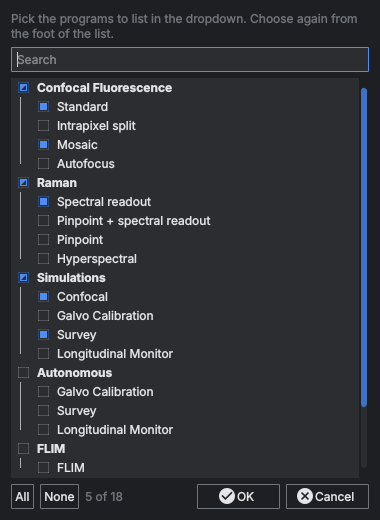 Pick the programs to list in the dropdown. Choose again from
the foot of the list.
Search
Confocal Fluorescence
Standard
Intrapixel split
Mosaic
Autofocus
Raman
Spectral readout
Pinpoint + spectral readout
Pinpoint
Hyperspectral
Simulations
Confocal
Galvo Calibration
Survey
Longitudinal Monitor
Autonomous
Galvo Calibration
Survey
Longitudinal Monitor
FLIM
FLIM
All None 5 of 18 OK Cancel